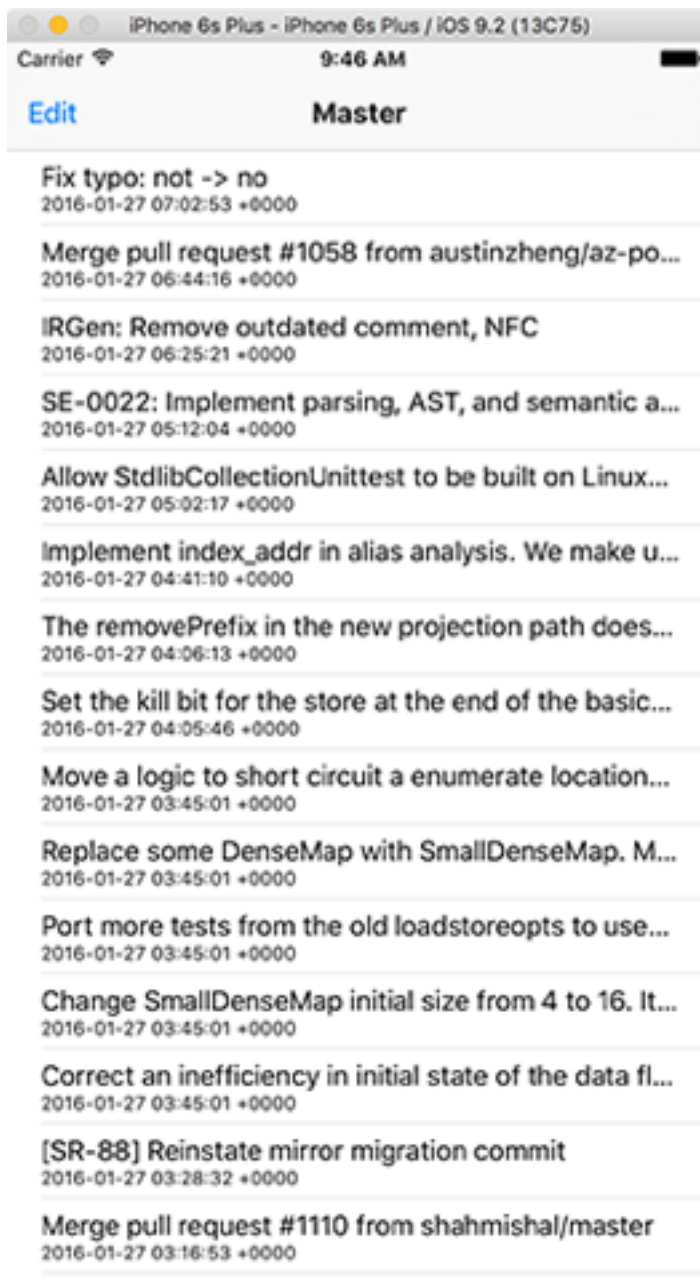 iPhone 6s Plus - iPhone 6s Plus / iOS 9.2 (13C75)
Carrier 9:46 AM
Edit Master
Fix typo: not -> no
2016-01-27 07:02:53 +0000
Merge pull request #1058 from austinzheng/az-po...
2016-01-27 06:44:16 +0000
IRGen: Remove outdated comment, NFC
2016-01-27 06:25:21 +0000
SE-0022: Implement parsing, AST, and semantic a...
2016-01-27 05:12:04 +0000
Allow StdlibCollectionUnittest to be built on Linux...
2016-01-27 05:02:17 +0000
Implement index_addr in alias analysis. We make u...
2016-01-27 04:41:10 +0000
The removePrefix in the new projection path does...
2016-01-27 04:06:13 +0000
Set the kill bit for the store at the end of the basic...
2016-01-27 04:05:46 +0000
Move a logic to short circuit a enumerate location...
2016-01-27 03:45:01 +0000
Replace some DenseMap with SmallDenseMap. M...
2016-01-27 03:45:01 +0000
Port more tests from the old loadstoreopts to use...
2016-01-27 03:45:01 +0000
Change SmallDenseMap initial size from 4 to 16. It...
2016-01-27 03:45:01 +0000
Correct an inefficiency in initial state of the data fl...
2016-01-27 03:45:01 +0000
[SR-88] Reinstate mirror migration commit
2016-01-27 03:28:32 +0000
Merge pull request #1110 from shahmishal/master
2016-01-27 03:16:53 +0000